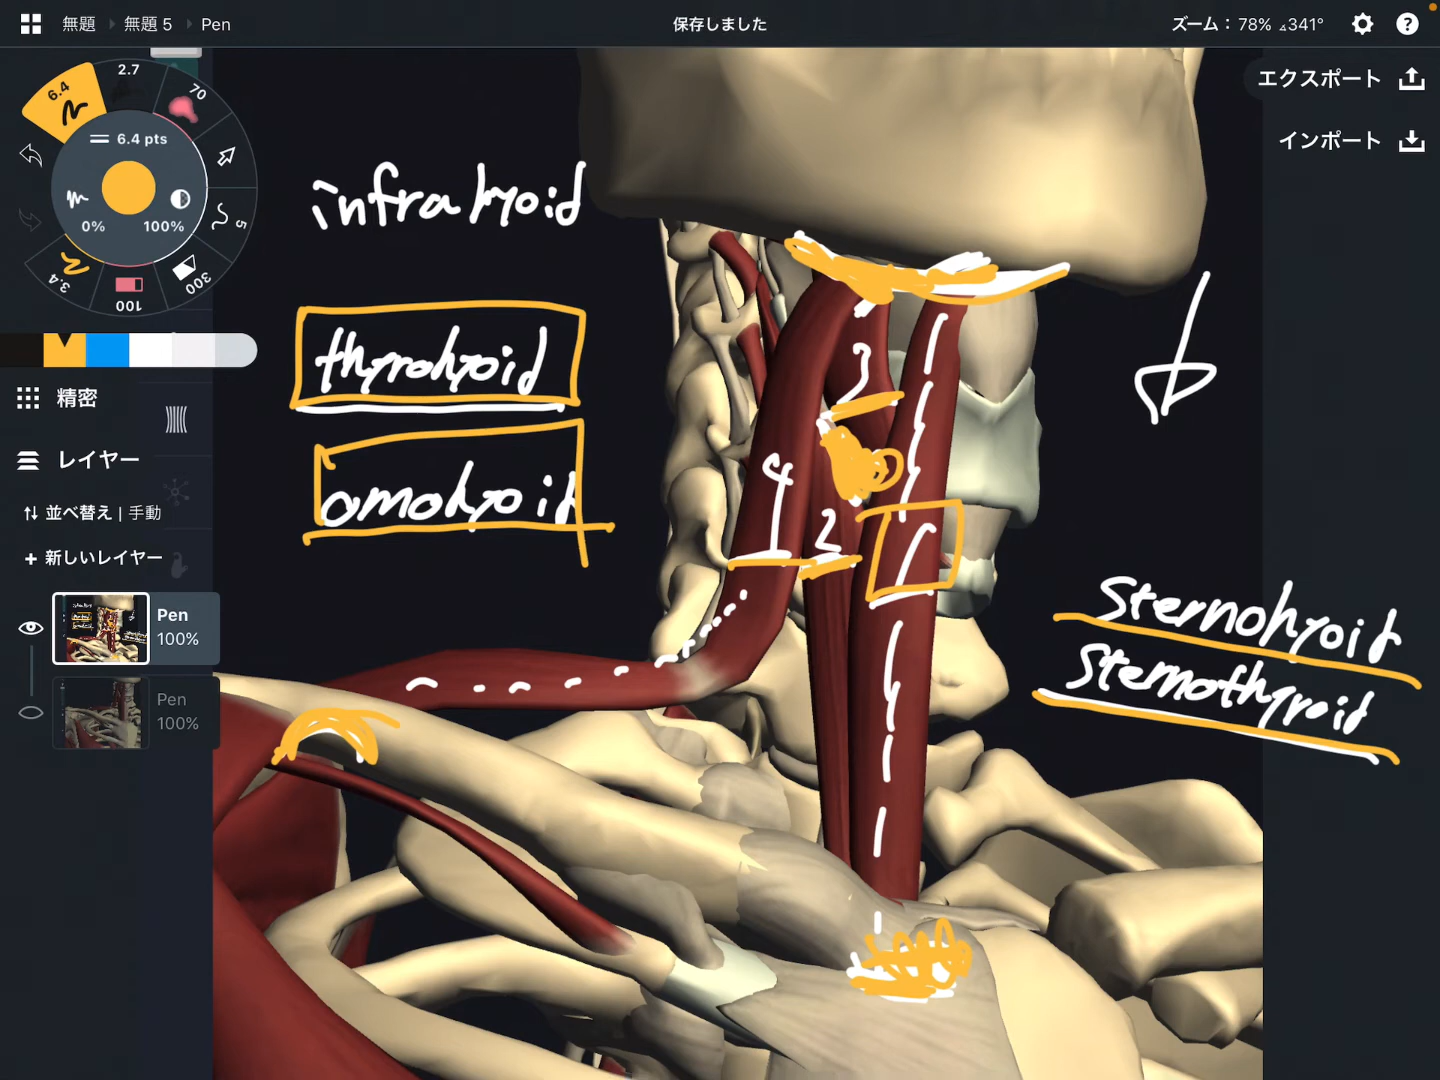 無題 無題 5 Pen
保存しました
ズーム：78% ⊿341°
エクスポート
インポート
6.4
2.7
70
6.4 pts
0% 100%
5
300
100
3.4
精密
レイヤー
並べ替え | 手動
+ 新しいレイヤー
Pen
100%
Pen
100%
infrahyoid
thyrohyoid
omohyoid
3
4
2
1
Sternohyoid
Sternothyroid